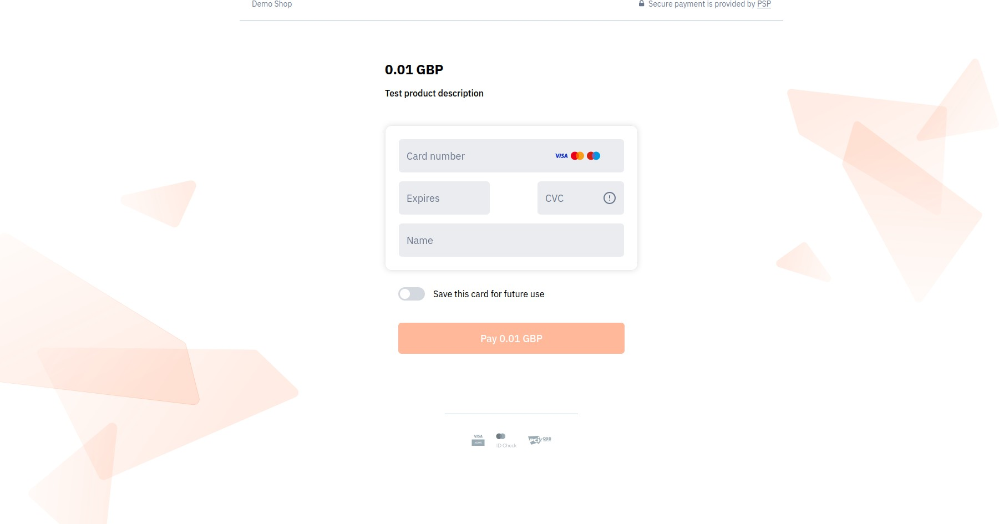 Demo Shop
Secure payment is provided by PSP
0.01 GBP
Test product description
Card number VISA
Expires
CVC
Name
Save this card for future use
Pay 0.01 GBP
VISA
ID Check
PCI DSS